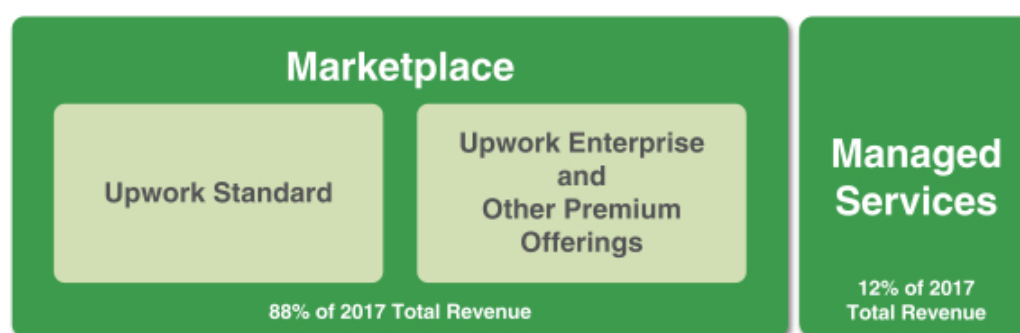 Marketplace
Upwork Standard
Upwork Enterprise
and
Other Premium
Offerings
88% of 2017 Total Revenue
Managed
Services
12% of 2017
Total Revenue